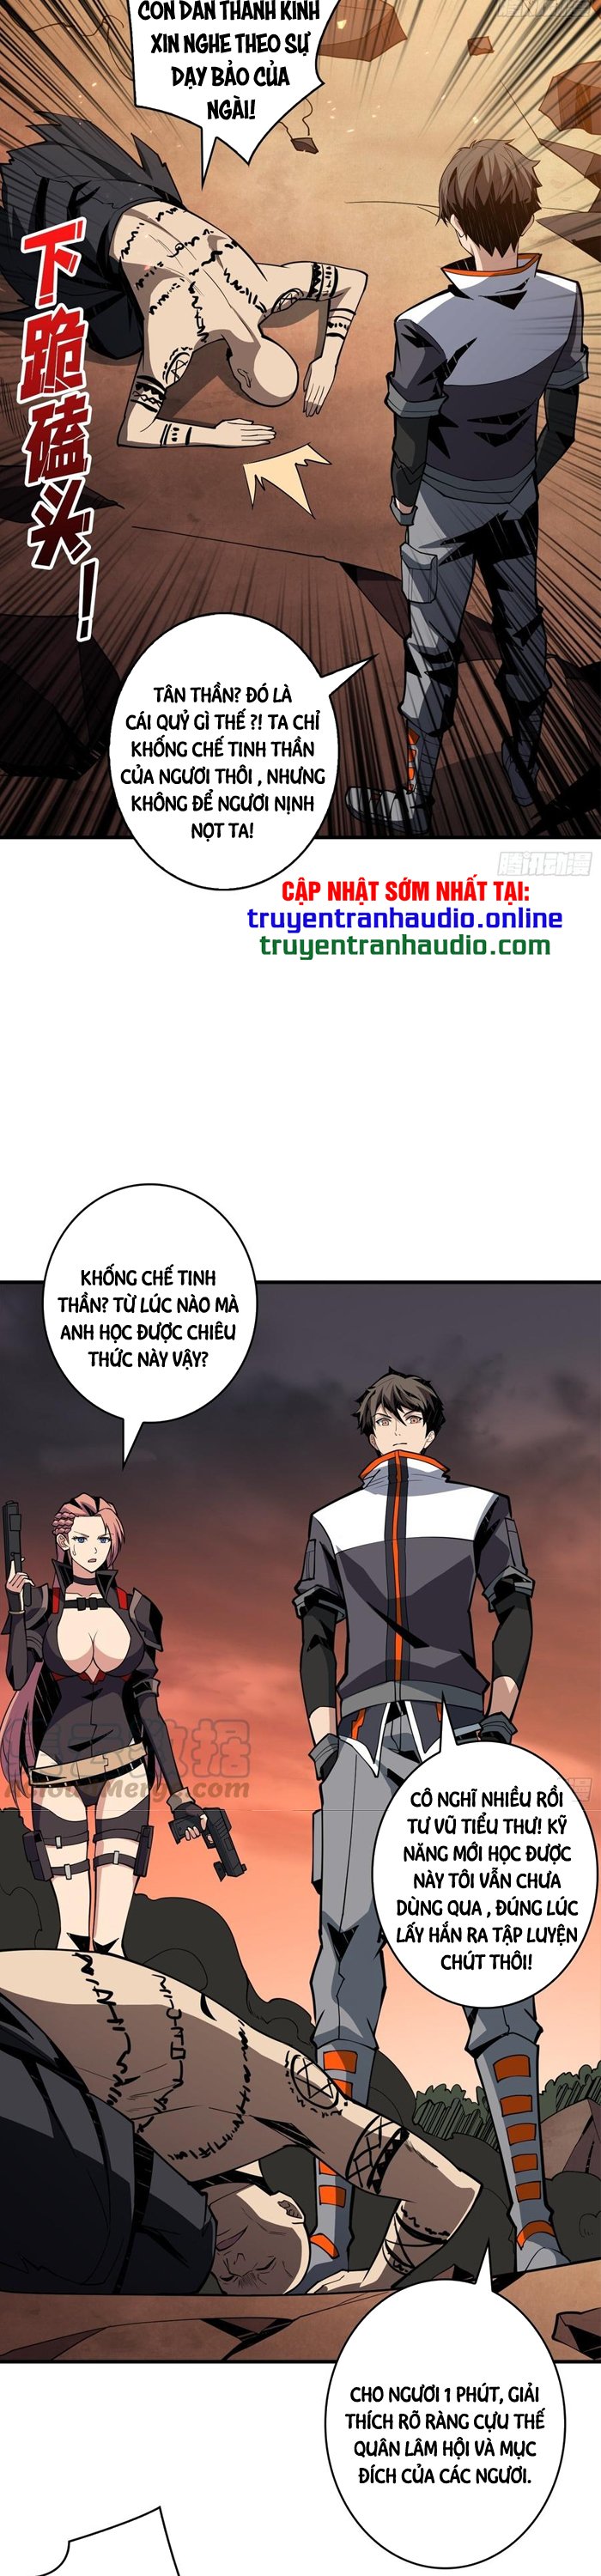 CON DÂN THÀNH KÍNH
XIN NGHE THEO SỰ
DẠY BẢO CỦA
NGÀI!
下跪磕头！
TÂN THẦN? ĐÓ LÀ
CÁI QUỶ GÌ THẾ ?! TA CHỈ
KHỐNG CHẾ TINH THẦN
CỦA NGƯƠI THÔI , NHƯNG
KHÔNG ĐỂ NGƯƠI NỊNH
NỌT TA!
腾讯动漫
CẬP NHẬT SỚM NHẤT TẠI:
truyentranhaudio.online
truyentranhaudio.com
KHỐNG CHẾ TINH
THẦN? TỪ LÚC NÀO MÀ
ANH HỌC ĐƯỢC CHIÊU
THỨC NÀY VẬY?
CÔ NGHĨ NHIỀU RỒI
TƯ VŨ TIỂU THƯ! KỸ
NĂNG MỚI HỌC ĐƯỢC
NÀY TÔI VẪN CHƯA
DÙNG QUA , ĐÚNG LÚC
LẤY HẮN RA TẬP LUYỆN
CHÚT THÔI!
CHO NGƯƠI 1 PHÚT, GIẢI
THÍCH RÕ RÀNG CỰU THẾ
QUÂN LÂM HỘI VÀ MỤC
ĐÍCH CỦA CÁC NGƯƠI.